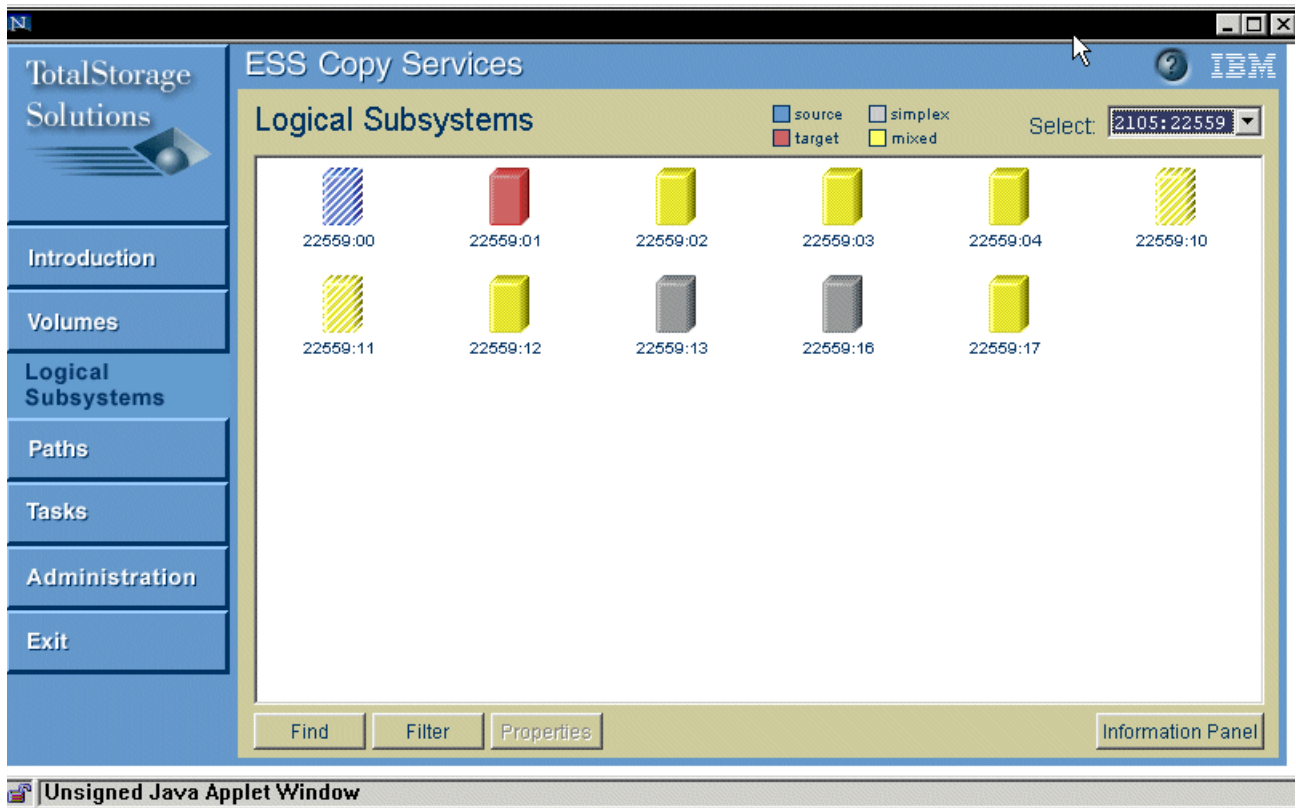 N
TotalStorage
Solutions
ESS Copy Services
? IBM
Logical Subsystems
source
simplex
target
mixed
Select: 2105:22559
Introduction
Volumes
Logical
Subsystems
Paths
Tasks
Administration
Exit
22559:00 22559:01 22559:02 22559:03 22559:04 22559:10
22559:11 22559:12 22559:13 22559:16 22559:17
Find Filter Properties Information Panel
Unsigned Java Applet Window